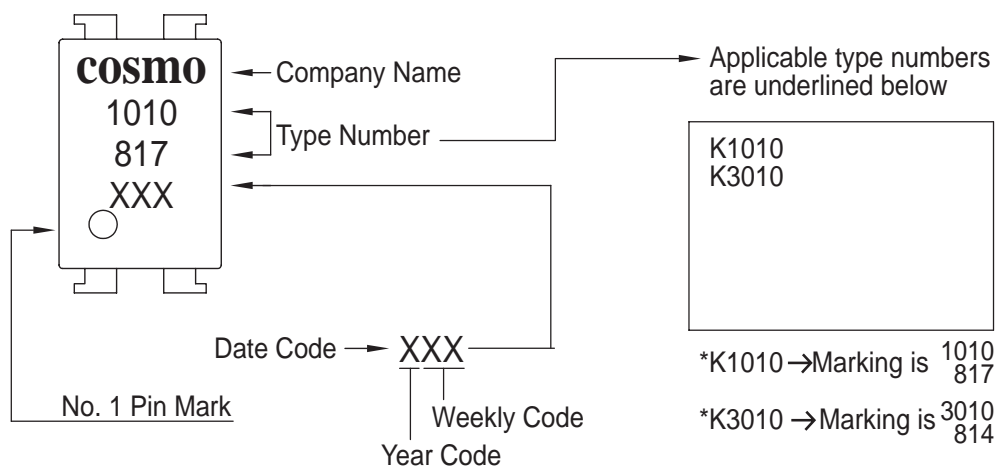 cosmo
1010
817
XXX
Company Name
Type Number
Applicable type numbers
are underlined below
K1010
K3010
Date Code
XXX
No. 1 Pin Mark
Weekly Code
Year Code
*K1010 →Marking is 1010
817
*K3010 →Marking is 3010
814